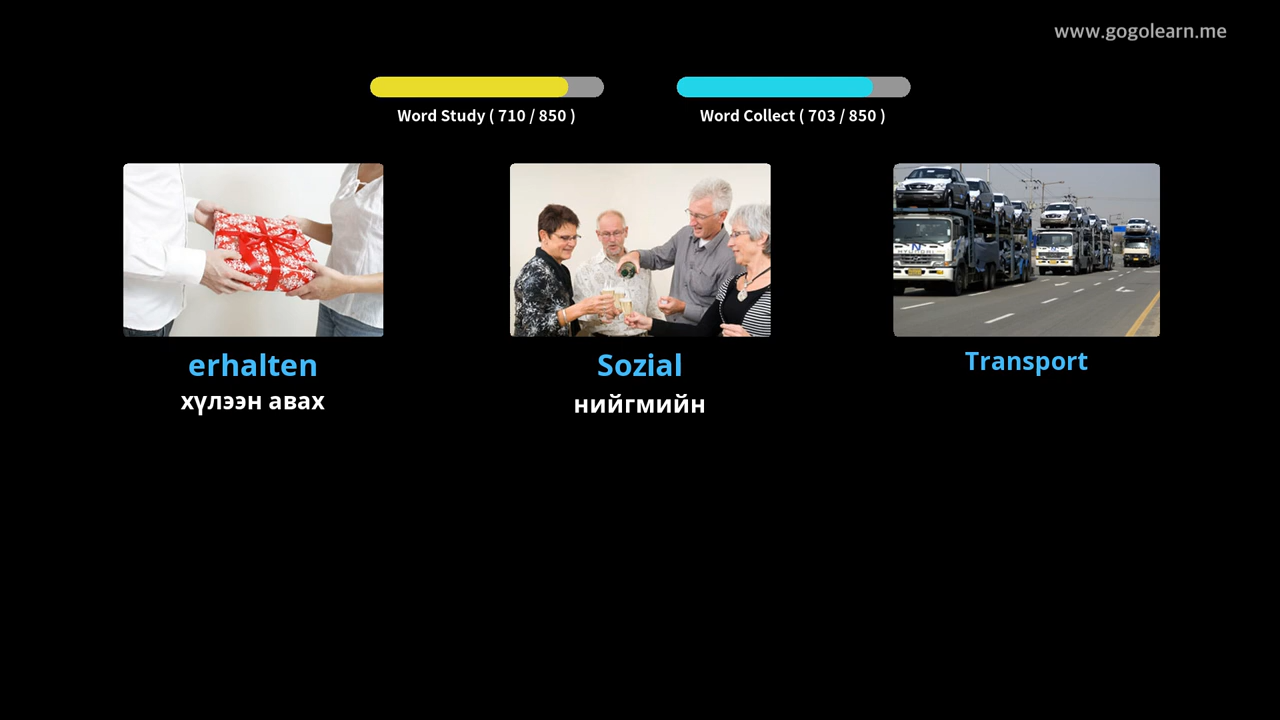 www.gogolearn.me
Word Study ( 710 / 850 )
Word Collect ( 703 / 850 )
erhalten
хүлээн авах
Sozial
нийгмийн
Transport